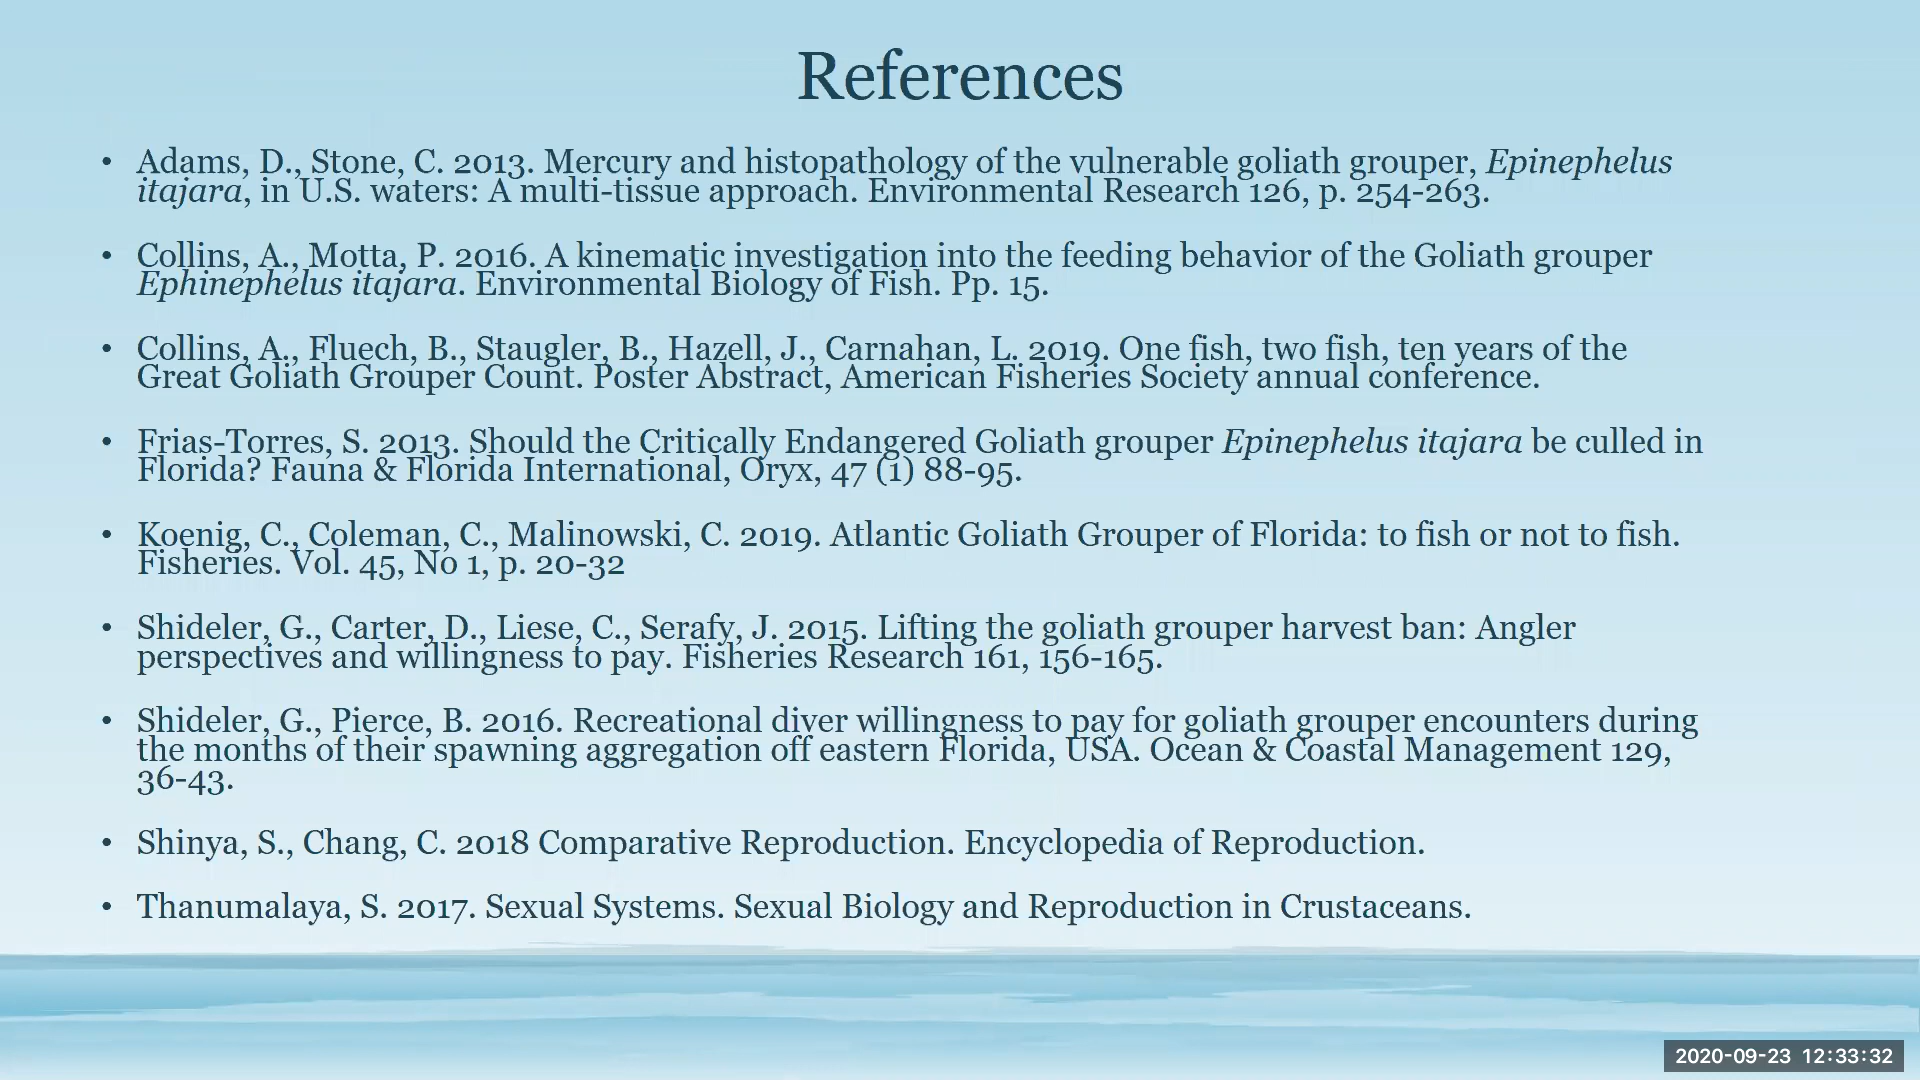 References
• Adams, D., Stone, C. 2013. Mercury and histopathology of the vulnerable goliath grouper, Epinephelus
itajara, in U.S. waters: A multi-tissue approach. Environmental Research 126, p. 254-263.
• Collins, A., Motta, P. 2016. A kinematic investigation into the feeding behavior of the Goliath grouper
Ephinephelus itajara. Environmental Biology of Fish. Pp. 15.
• Collins, A., Fluech, B., Staugler, B., Hazell, J., Carnahan, L. 2019. One fish, two fish, ten years of the
Great Goliath Grouper Count. Poster Abstract, American Fisheries Society annual conference.
• Frias-Torres, S. 2013. Should the Critically Endangered Goliath grouper Epinephelus itajara be culled in
Florida? Fauna & Florida International, Oryx, 47 (1) 88-95.
• Koenig, C., Coleman, C., Malinowski, C. 2019. Atlantic Goliath Grouper of Florida: to fish or not to fish.
Fisheries. Vol. 45, No 1, p. 20-32
• Shideler, G., Carter, D., Liese, C., Serafy, J. 2015. Lifting the goliath grouper harvest ban: Angler
perspectives and willingness to pay. Fisheries Research 161, 156-165.
• Shideler, G., Pierce, B. 2016. Recreational diver willingness to pay for goliath grouper encounters during
the months of their spawning aggregation off eastern Florida, USA. Ocean & Coastal Management 129,
36-43.
• Shinya, S., Chang, C. 2018 Comparative Reproduction. Encyclopedia of Reproduction.
• Thanumalaya, S. 2017. Sexual Systems. Sexual Biology and Reproduction in Crustaceans.
2020-09-23 12:33:32